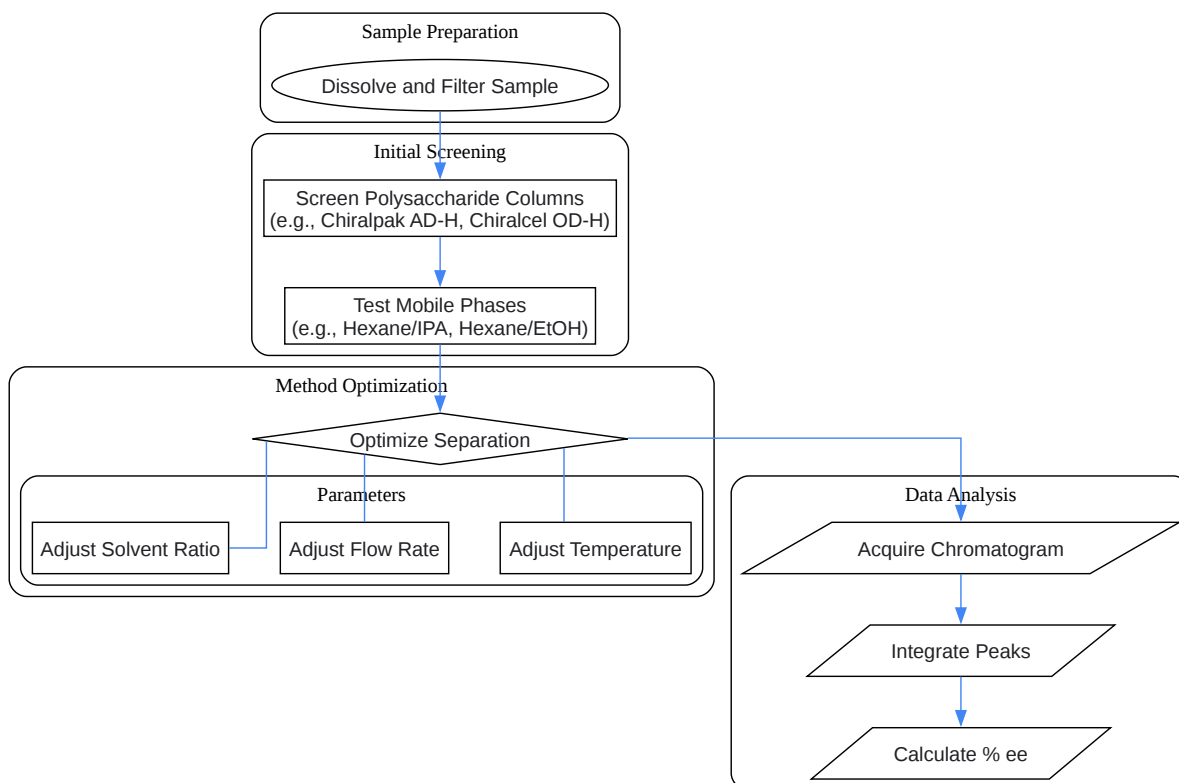 Sample Preparation
Dissolve and Filter Sample
Initial Screening
Screen Polysaccharide Columns
(e.g., Chiralpak AD-H, Chiralcel OD-H)
Test Mobile Phases
(e.g., Hexane/IPA, Hexane/EtOH)
Method Optimization
Optimize Separation
Parameters
Adjust Solvent Ratio
Adjust Flow Rate
Adjust Temperature
Data Analysis
Acquire Chromatogram
Integrate Peaks
Calculate % ee